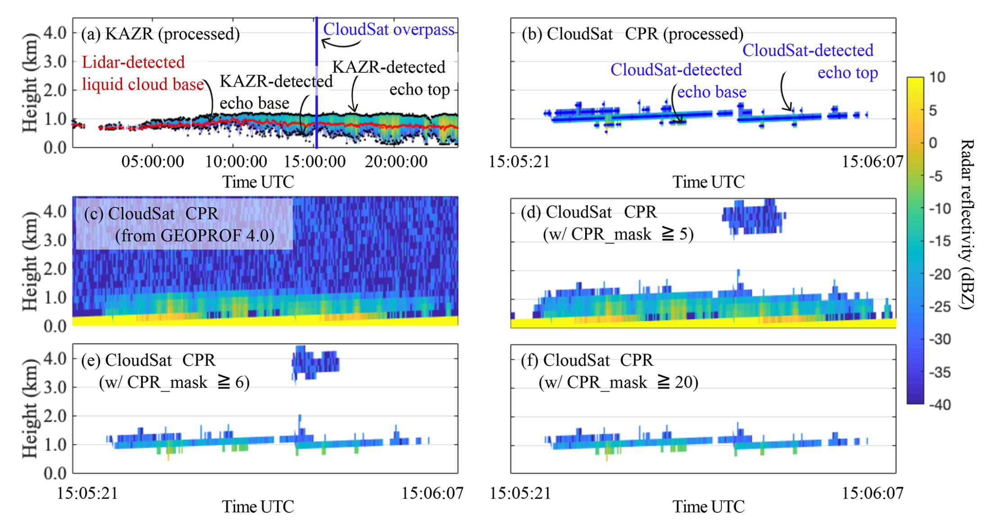 (a) KAZR (processed)
CloudSat overpass
Lidar-detected
liquid cloud base
KAZR-detected
echo base
KAZR-detected
echo top
Height (km)
4.0
3.0
2.0
1.0
0.0
05:00:00 10:00:00 15:00:00 20:00:00
Time UTC
(b) CloudSat CPR (processed)
CloudSat-detected
echo top
CloudSat-detected
echo base
15:05:21 15:06:07
Time UTC
(c) CloudSat CPR
(from GEOPROF 4.0)
Height (km)
4.0
3.0
2.0
1.0
0.0
(d) CloudSat CPR
(w/ CPR_mask ≧ 5)
(e) CloudSat CPR
(w/ CPR_mask ≧ 6)
Height (km)
4.0
3.0
2.0
1.0
0.0
15:05:21 15:06:07
Time UTC
(f) CloudSat CPR
(w/ CPR_mask ≧ 20)
15:05:21 15:06:07
Time UTC
10
5
0
-5
-10
-15
-20
-25
-30
-35
-40
Radar reflectivity (dBZ)